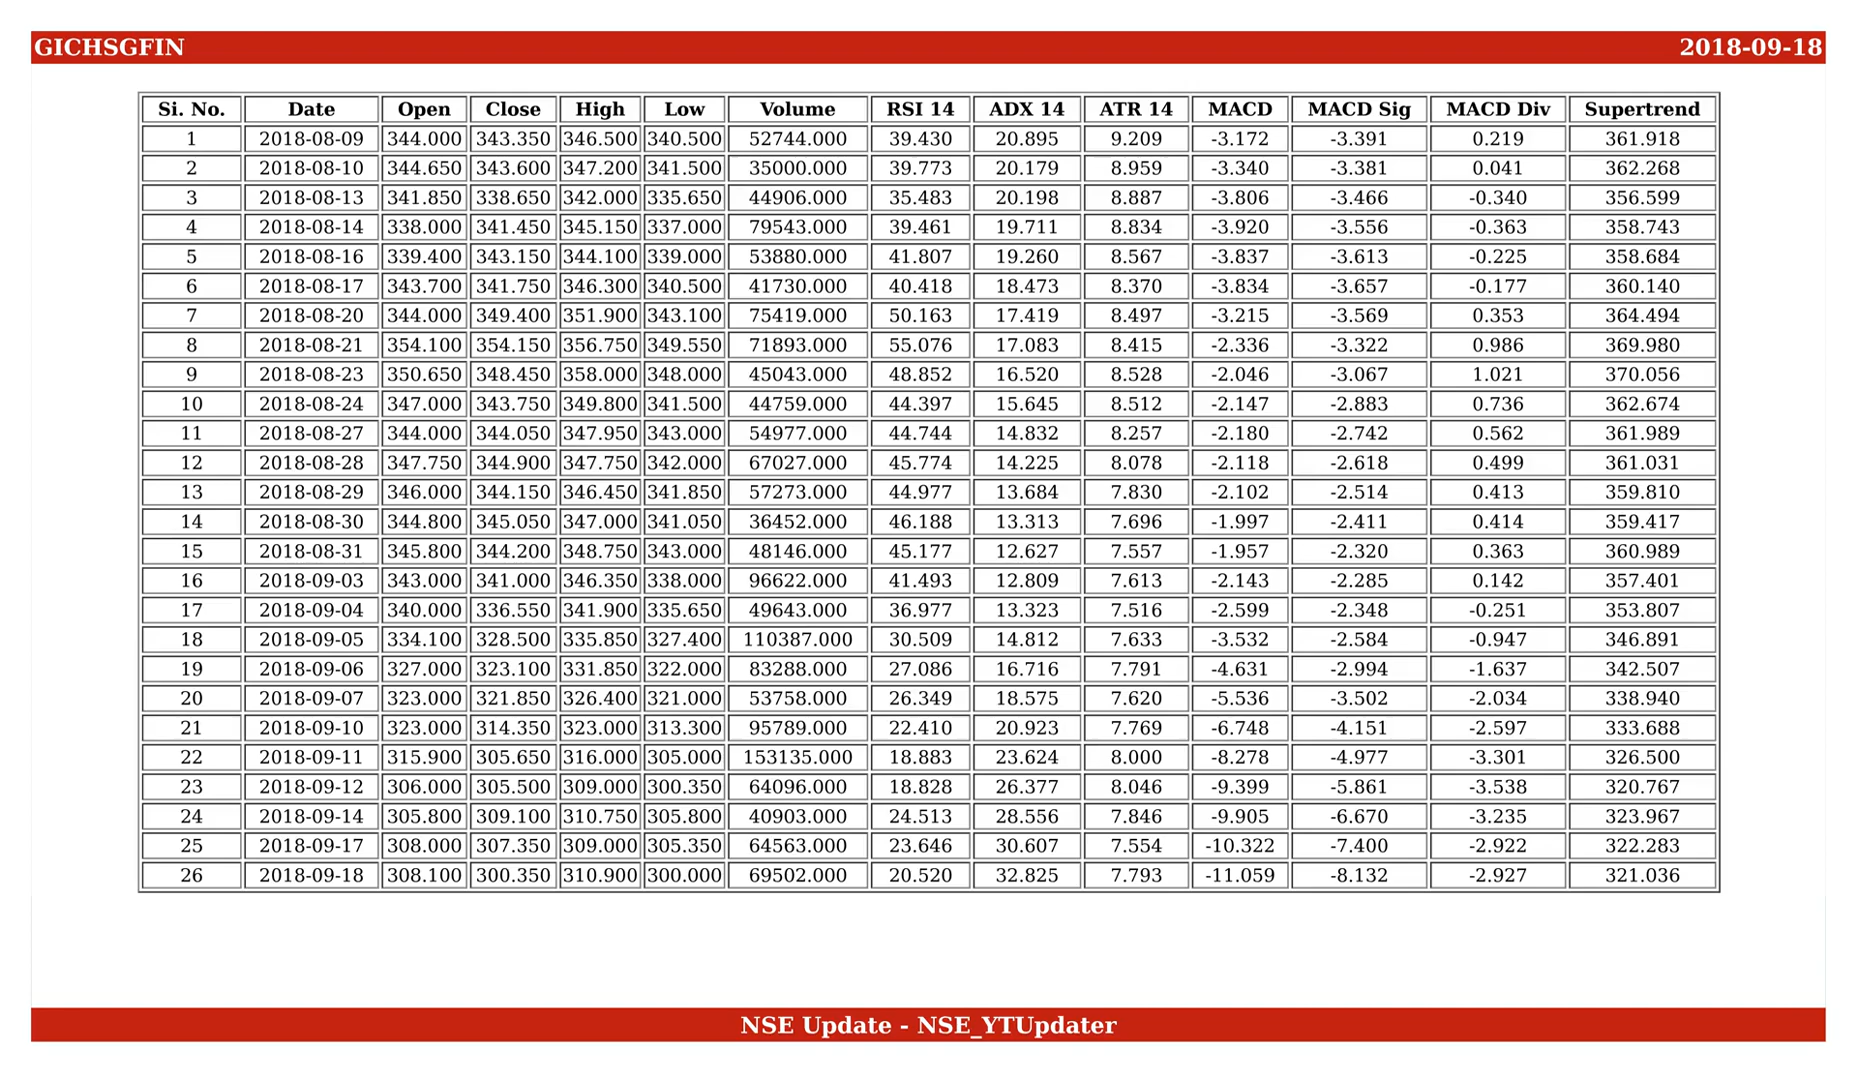 GICHSGFIN 2018-09-18
Si. No. Date Open Close High Low Volume RSI 14 ADX 14 ATR 14 MACD MACD Sig MACD Div Supertrend
1 2018-08-09 344.000 343.350 346.500 340.500 52744.000 39.430 20.895 9.209 -3.172 -3.391 0.219 361.918
2 2018-08-10 344.650 343.600 347.200 341.500 35000.000 39.773 20.179 8.959 -3.340 -3.381 0.041 362.268
3 2018-08-13 341.850 338.650 342.000 335.650 44906.000 35.483 20.198 8.887 -3.806 -3.466 -0.340 356.599
4 2018-08-14 338.000 341.450 345.150 337.000 79543.000 39.461 19.711 8.834 -3.920 -3.556 -0.363 358.743
5 2018-08-16 339.400 343.150 344.100 339.000 53880.000 41.807 19.260 8.567 -3.837 -3.613 -0.225 358.684
6 2018-08-17 343.700 341.750 346.300 340.500 41730.000 40.418 18.473 8.370 -3.834 -3.657 -0.177 360.140
7 2018-08-20 344.000 349.400 351.900 343.100 75419.000 50.163 17.419 8.497 -3.215 -3.569 0.353 364.494
8 2018-08-21 354.100 354.150 356.750 349.550 71893.000 55.076 17.083 8.415 -2.336 -3.322 0.986 369.980
9 2018-08-23 350.650 348.450 358.000 348.000 45043.000 48.852 16.520 8.528 -2.046 -3.067 1.021 370.056
10 2018-08-24 347.000 343.750 349.800 341.500 44759.000 44.397 15.645 8.512 -2.147 -2.883 0.736 362.674
11 2018-08-27 344.000 344.050 347.950 343.000 54977.000 44.744 14.832 8.257 -2.180 -2.742 0.562 361.989
12 2018-08-28 347.750 344.900 347.750 342.000 67027.000 45.774 14.225 8.078 -2.118 -2.618 0.499 361.031
13 2018-08-29 346.000 344.150 346.450 341.850 57273.000 44.977 13.684 7.830 -2.102 -2.514 0.413 359.810
14 2018-08-30 344.800 345.050 347.000 341.050 36452.000 46.188 13.313 7.696 -1.997 -2.411 0.414 359.417
15 2018-08-31 345.800 344.200 348.750 343.000 48146.000 45.177 12.627 7.557 -1.957 -2.320 0.363 360.989
16 2018-09-03 343.000 341.000 346.350 338.000 96622.000 41.493 12.809 7.613 -2.143 -2.285 0.142 357.401
17 2018-09-04 340.000 336.550 341.900 335.650 49643.000 36.977 13.323 7.516 -2.599 -2.348 -0.251 353.807
18 2018-09-05 334.100 328.500 335.850 327.400 110387.000 30.509 14.812 7.633 -3.532 -2.584 -0.947 346.891
19 2018-09-06 327.000 323.100 331.850 322.000 83288.000 27.086 16.716 7.791 -4.631 -2.994 -1.637 342.507
20 2018-09-07 323.000 321.850 326.400 321.000 53758.000 26.349 18.575 7.620 -5.536 -3.502 -2.034 338.940
21 2018-09-10 323.000 314.350 323.000 313.300 95789.000 22.410 20.923 7.769 -6.748 -4.151 -2.597 333.688
22 2018-09-11 315.900 305.650 316.000 305.000 153135.000 18.883 23.624 8.000 -8.278 -4.977 -3.301 326.500
23 2018-09-12 306.000 305.500 309.000 300.350 64096.000 18.828 26.377 8.046 -9.399 -5.861 -3.538 320.767
24 2018-09-14 305.800 309.100 310.750 305.800 40903.000 24.513 28.556 7.846 -9.905 -6.670 -3.235 323.967
25 2018-09-17 308.000 307.350 309.000 305.350 64563.000 23.646 30.607 7.554 -10.322 -7.400 -2.922 322.283
26 2018-09-18 308.100 300.350 310.900 300.000 69502.000 20.520 32.825 7.793 -11.059 -8.132 -2.927 321.036
NSE Update - NSE_YTUpdater